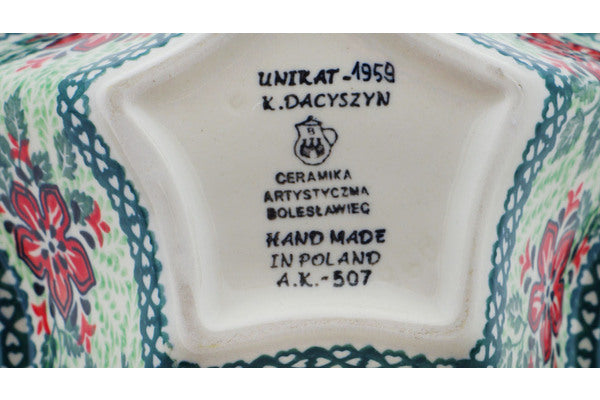 UNIKAT-1959
K.DACYSZYN
B
CERAMIKA
ARTYSTYCZNA
BOLESŁAWIEC
HAND MADE
IN POLAND
A.K.-507